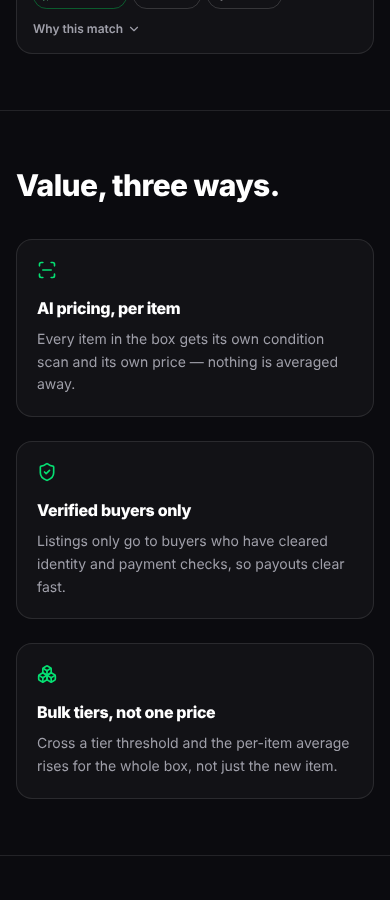 Why this match
Value, three ways.
AI pricing, per item
Every item in the box gets its own condition
scan and its own price — nothing is averaged
away.
Verified buyers only
Listings only go to buyers who have cleared
identity and payment checks, so payouts clear
fast.
Bulk tiers, not one price
Cross a tier threshold and the per-item average
rises for the whole box, not just the new item.